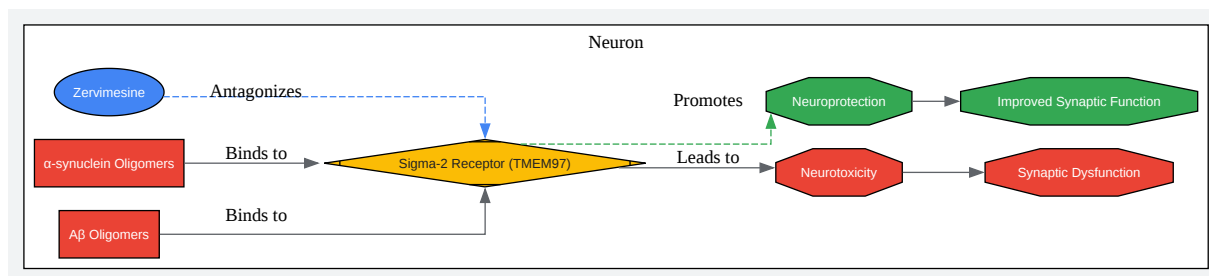 Neuron
Zervimesine
Antagonizes
Promotes
Neuroprotection
Improved Synaptic Function
α-synuclein Oligomers
Binds to
Sigma-2 Receptor (TMEM97)
Leads to
Neurotoxicity
Synaptic Dysfunction
Aβ Oligomers
Binds to